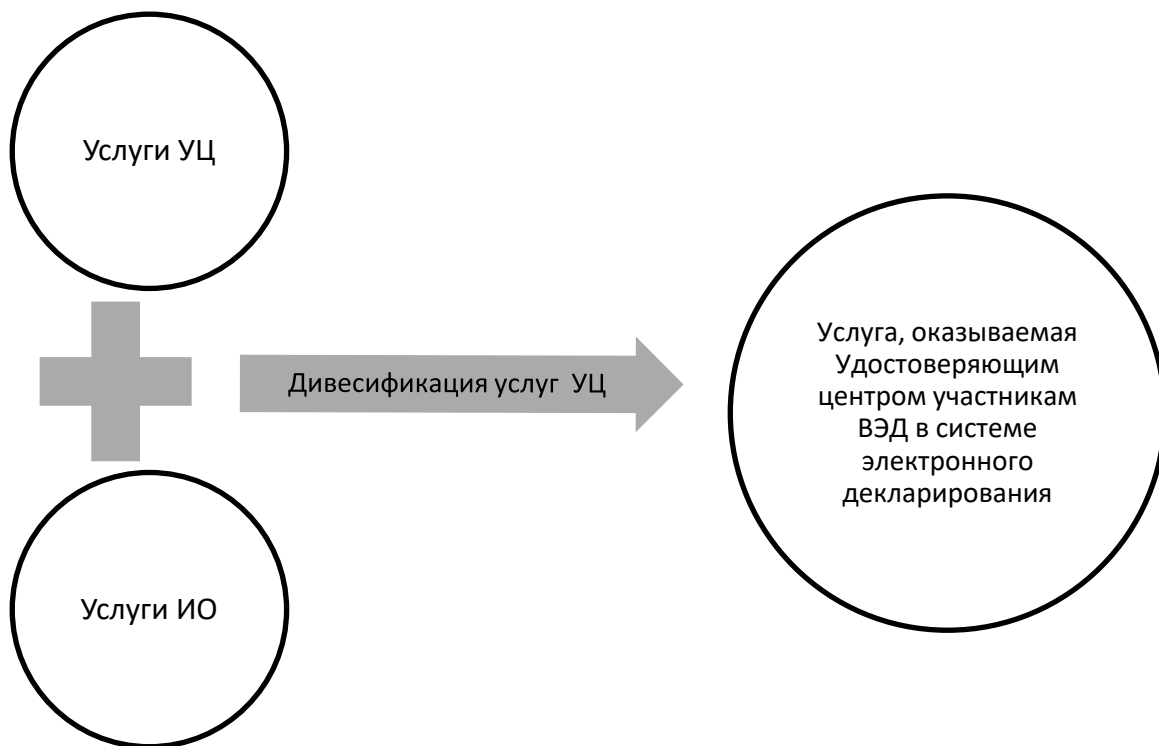 Услуги УЦ
Дивесификация услуг УЦ
Услуги ИО
Услуга, оказываемая
Удостоверяющим
центром участникам
ВЭД в системе
электронного
декларирования